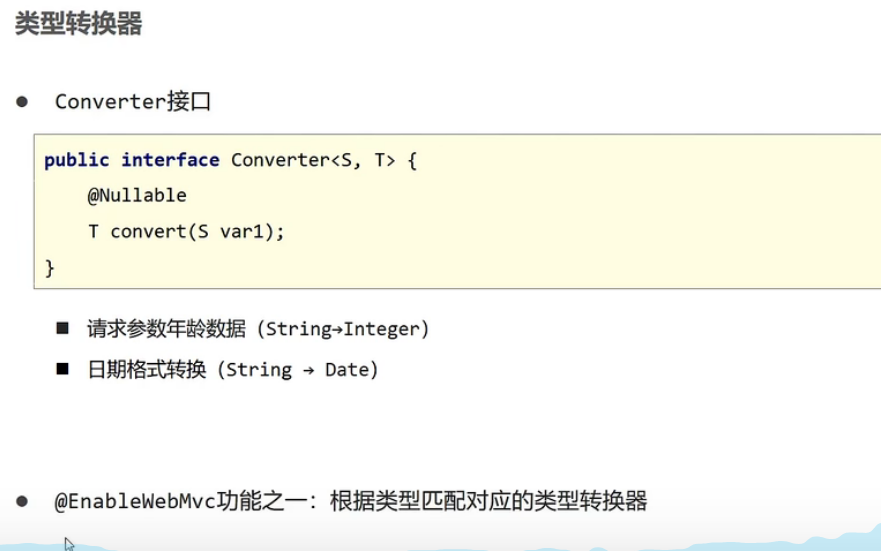 类型转换器
● Converter接口
public interface Converter<S, T> {
@Nullable
T convert(S var1);
}
■ 请求参数年龄数据（String→Integer）
■ 日期格式转换（String → Date）
● @EnableWebMvc功能之一：根据类型匹配对应的类型转换器